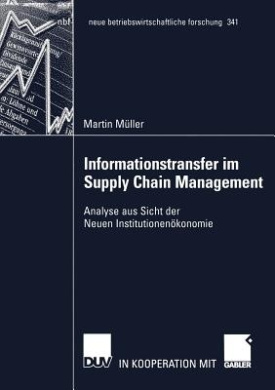 nbf neue betriebswirtschaftliche forschung 341
Martin Müller
Informationstransfer im
Supply Chain Management
Analyse aus Sicht der
Neuen Institutionenökonomie
DUV IN KOOPERATION MIT GABLER